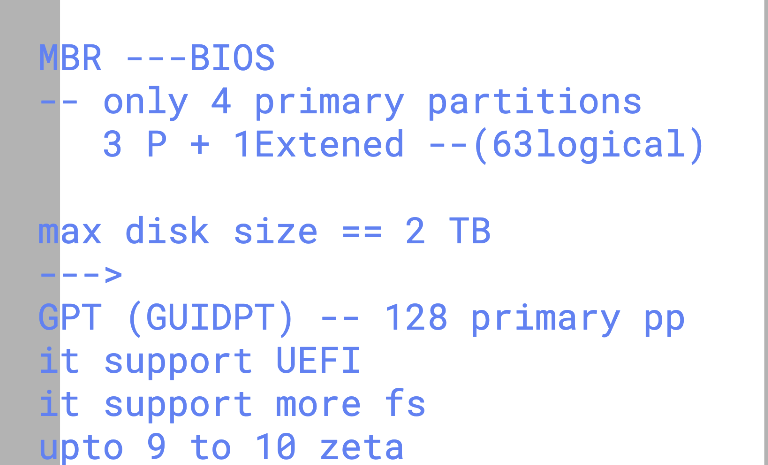 MBR ---BIOS
-- only 4 primary partitions
3 P + 1Extened --(63logical)
max disk size == 2 TB
--->
GPT (GUIDPT) -- 128 primary pp
it support UEFI
it support more fs
upto 9 to 10 zeta